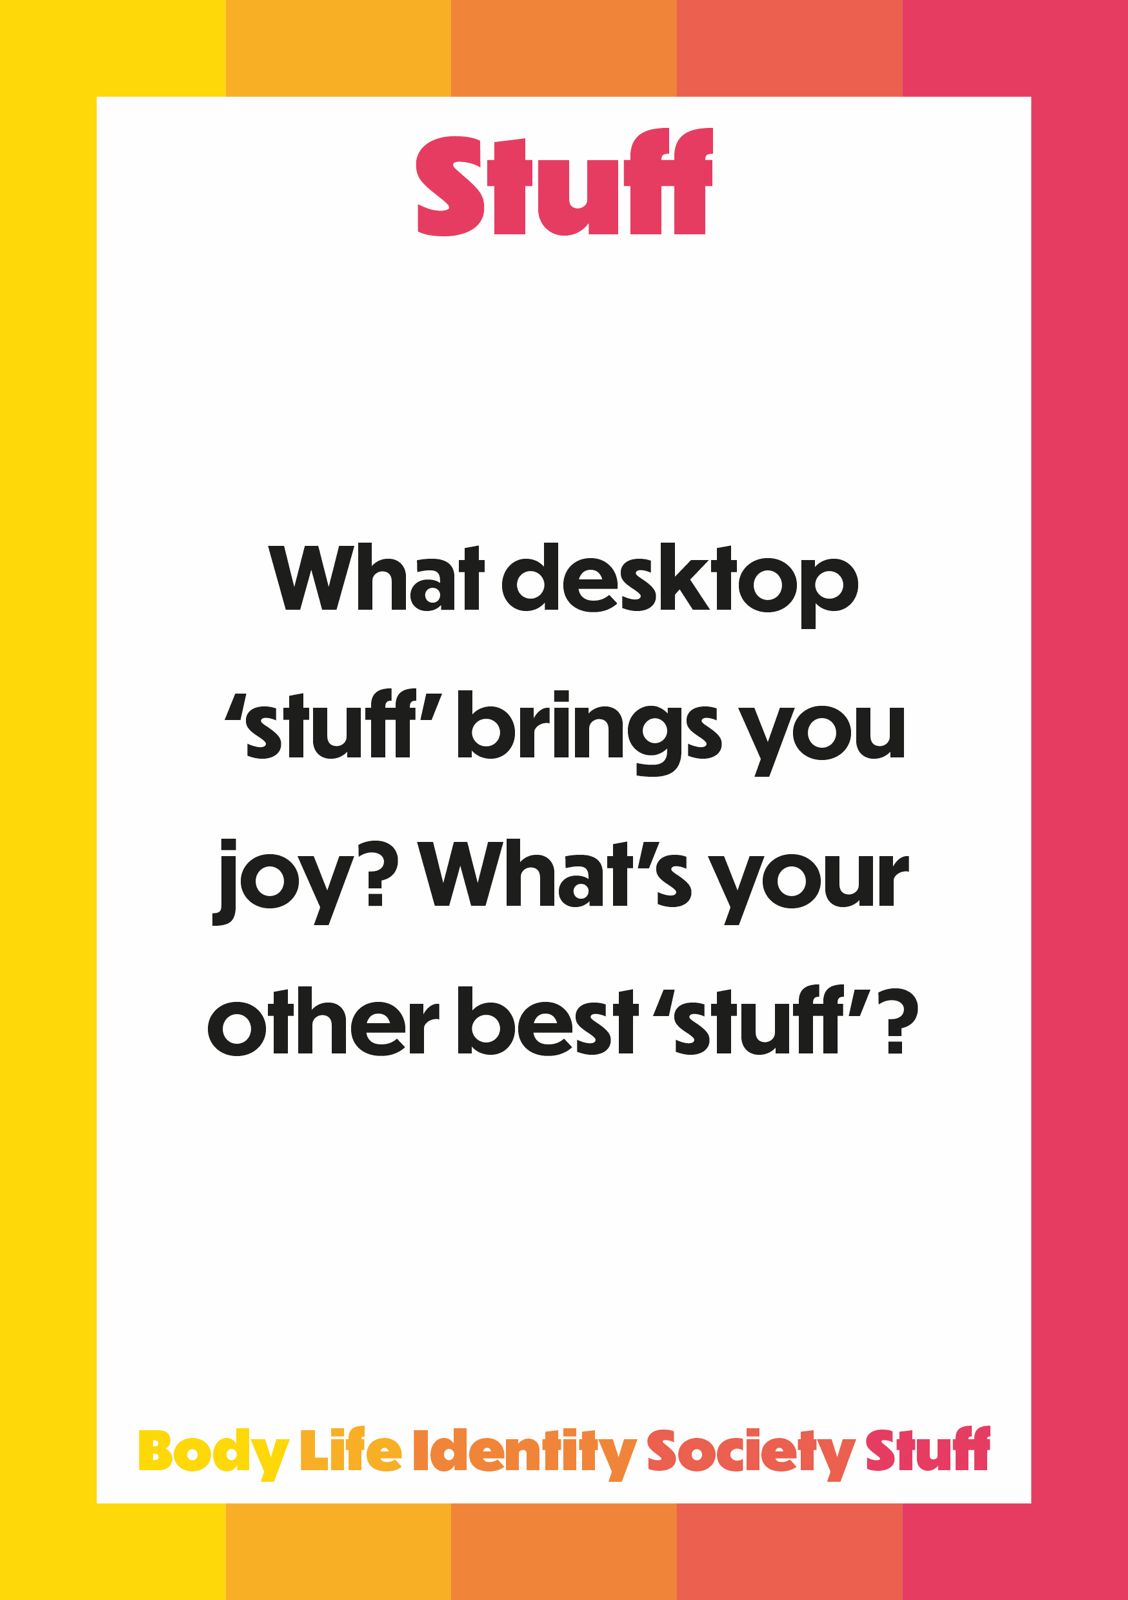 Stuff
What desktop
‘stuff’ brings you
joy? What’s your
other best ‘stuff’?
Body Life Identity Society Stuff